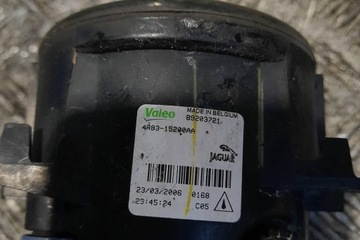 Valeo
MADE IN BELGIUM
89203721
4R83-15200AA
JAGUAR
23/03/2006 0168
23:45:24 C05